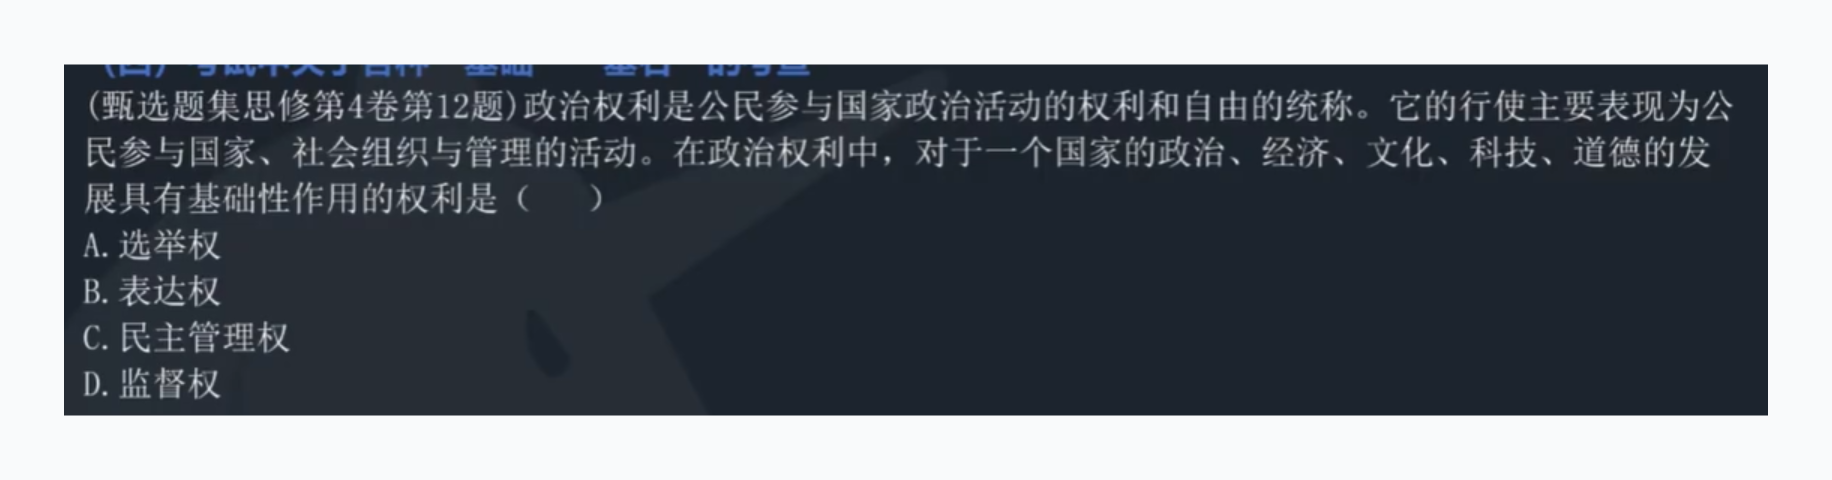 (甄选题集思修第4卷第12题)政治权利是公民参与国家政治活动的权利和自由的统称。它的行使主要表现为公
民参与国家、社会组织与管理的活动。在政治权利中，对于一个国家的政治、经济、文化、科技、道德的发
展具有基础性作用的权利是（　　）
A.选举权
B.表达权
C.民主管理权
D.监督权